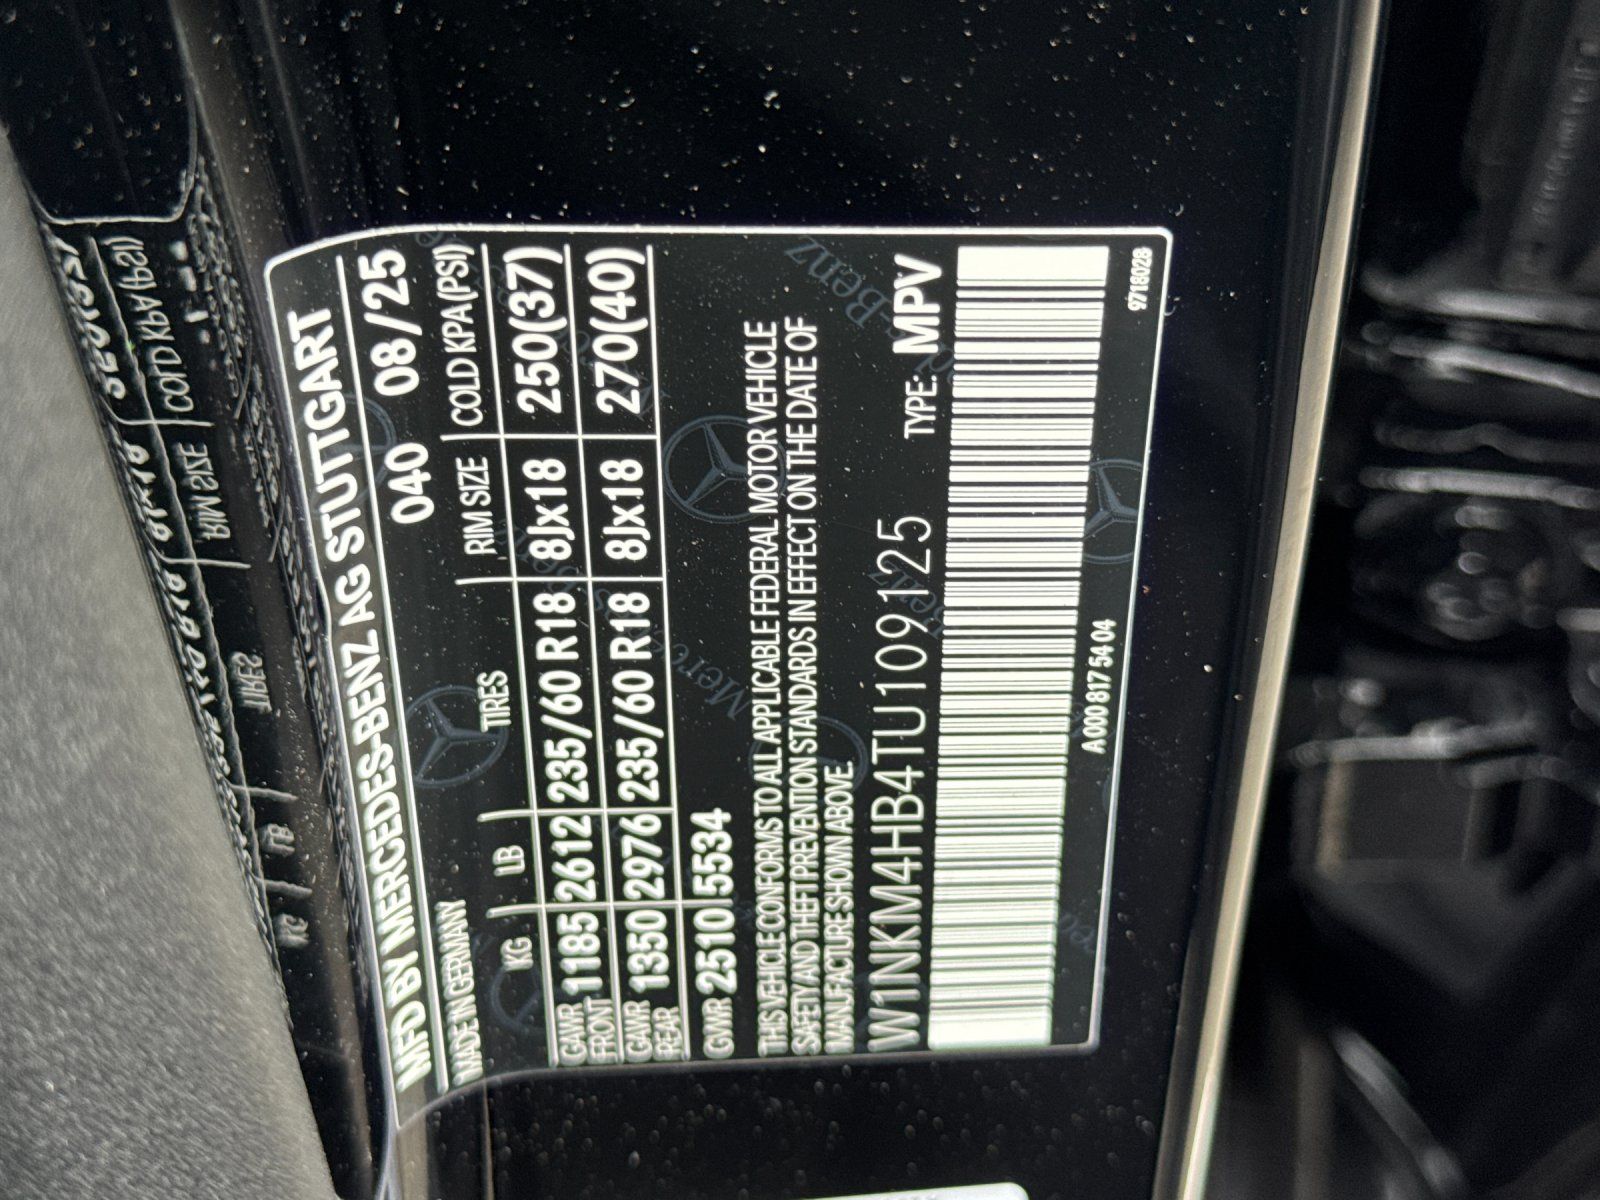 MFD BY MERCEDES-BENZ AG STUTTGART
MADE IN GERMANY 040 08/25
KG LB TIRES RIM SIZE COLD KPA(PSI)
GAWR FRONT 1185 2612 235/60 R18 8Jx18 250(37)
GAWR REAR 1350 2976 235/60 R18 8Jx18 270(40)
GVWR 2510 5534
THIS VEHICLE CONFORMS TO ALL APPLICABLE FEDERAL MOTOR VEHICLE
SAFETY AND THEFT PREVENTION STANDARDS IN EFFECT ON THE DATE OF
MANUFACTURE SHOWN ABOVE.
W1NKM4HB4TU109125 TYPE: MPV
A 000 817 54 04 9718028